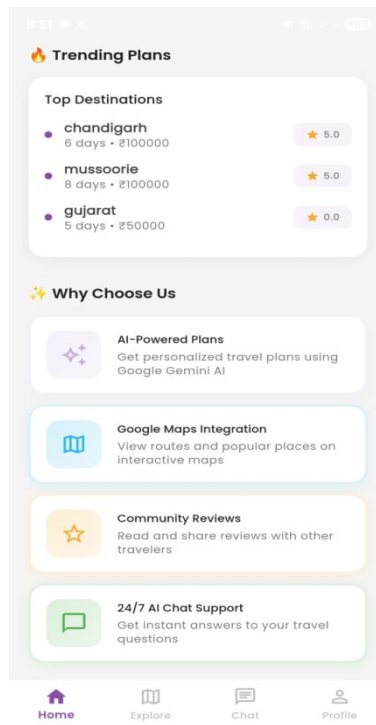 8:51
🔥 Trending Plans
Top Destinations
chandigarh
6 days • ₹100000
★ 5.0
mussoorie
8 days • ₹100000
★ 5.0
gujarat
5 days • ₹50000
★ 0.0
✨ Why Choose Us
AI-Powered Plans
Get personalized travel plans using
Google Gemini AI
Google Maps Integration
View routes and popular places on
interactive maps
Community Reviews
Read and share reviews with other
travelers
24/7 AI Chat Support
Get instant answers to your travel
questions
Home
Explore
Chat
Profile